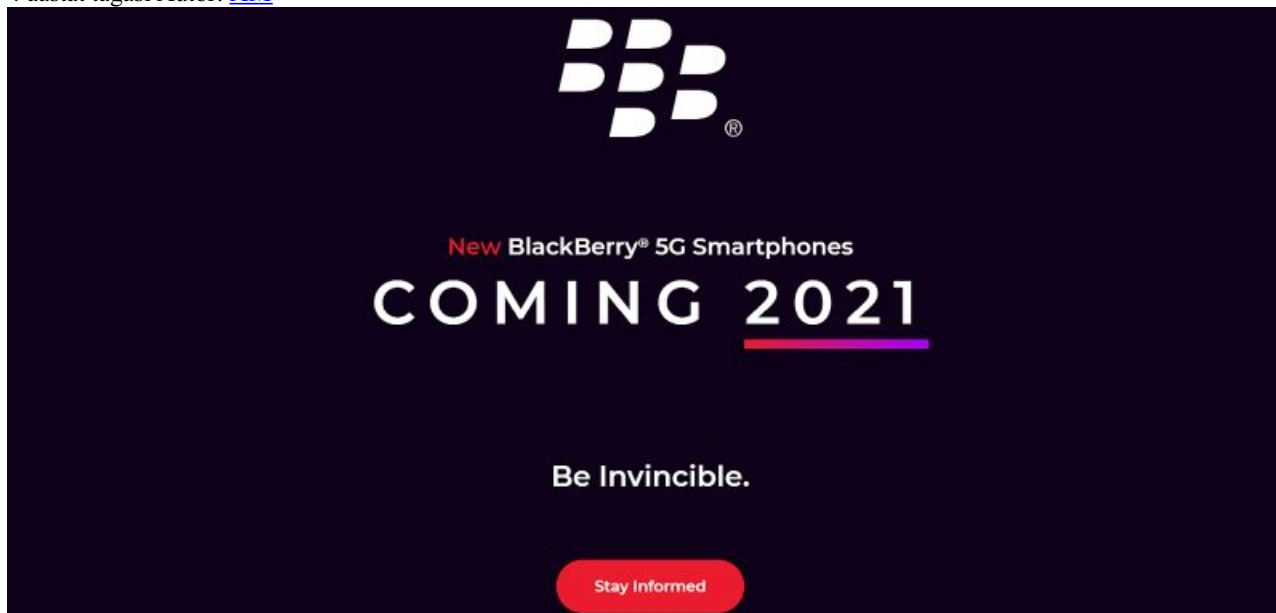 New BlackBerry® 5G Smartphones
COMING 2021
Be Invincible.
Stay Informed